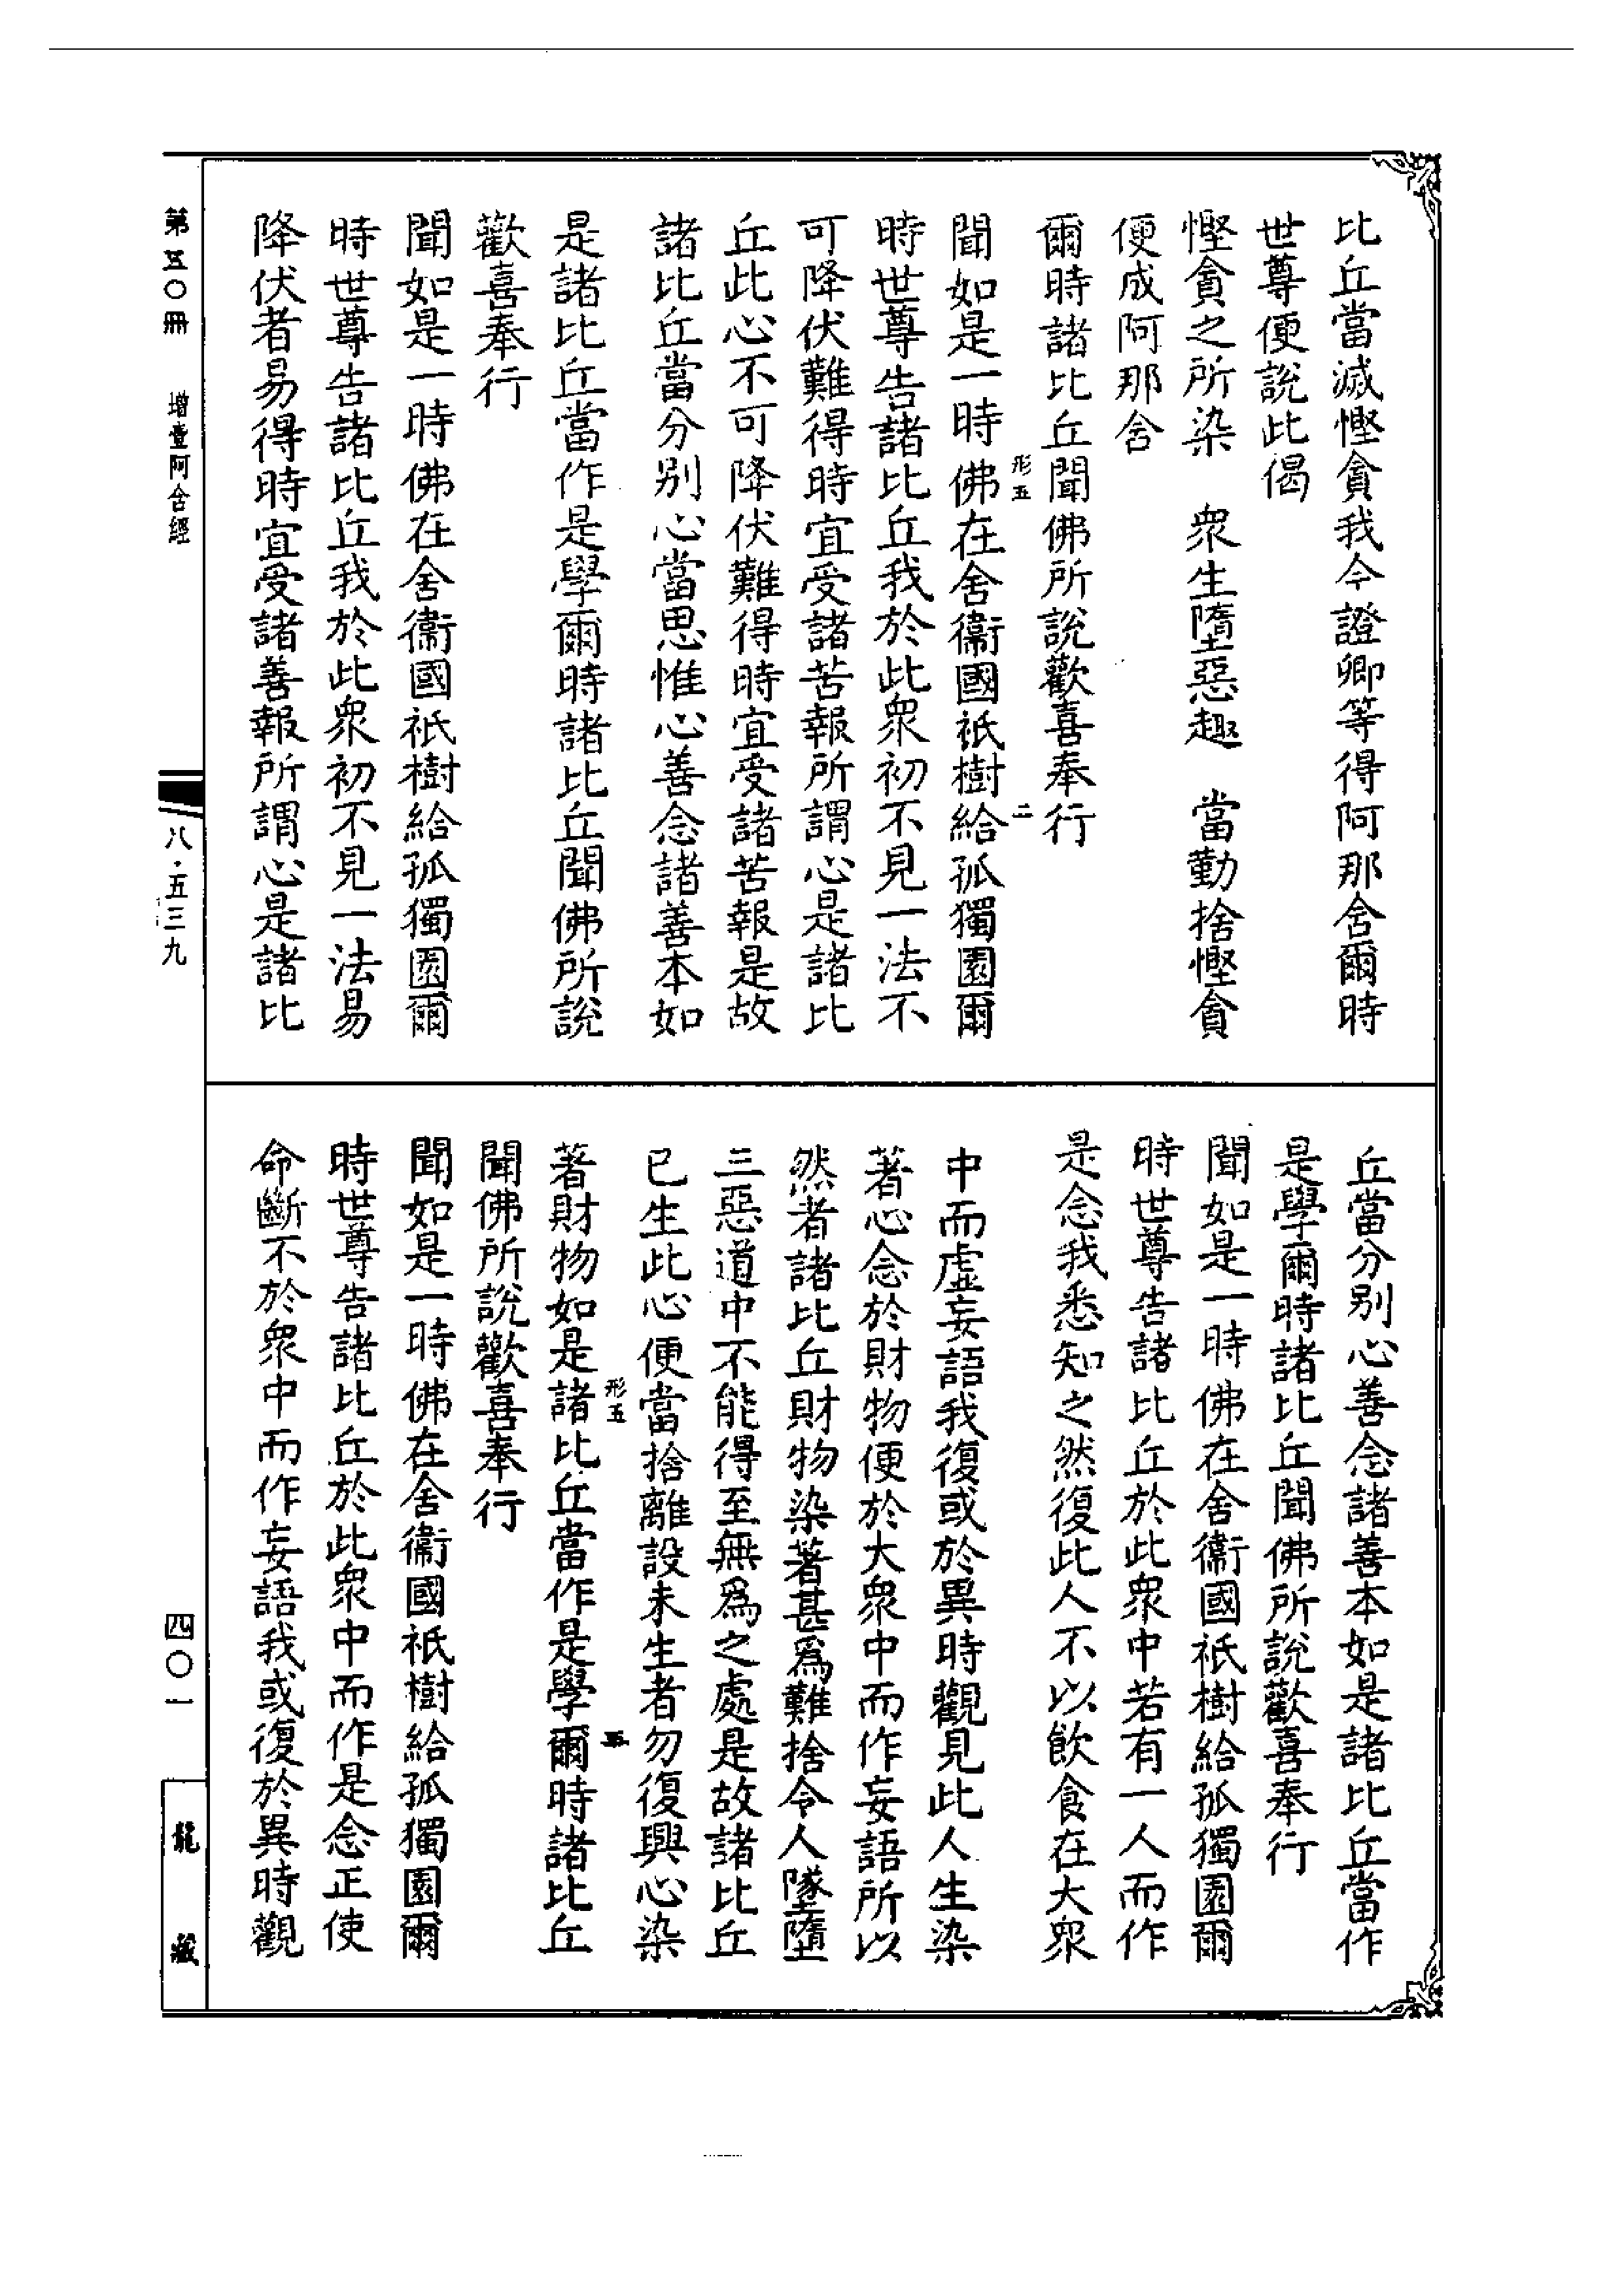 比丘當滅慳貪我今證卿等得阿那含爾時
世尊便說此偈
慳貪之所染　衆生墮惡趣　當勤捨慳貪
便成阿那含
爾時諸比丘聞佛所說歡喜奉行
形五　二
聞如是一時佛在舍衞國祇樹給孤獨園爾
時世尊告諸比丘我於此衆初不見一法不
可降伏難得時宜受諸苦報所謂心是諸比
丘此心不可降伏難得時宜受諸苦報是故
諸比丘當分別心當思惟心善念諸善本如
是諸比丘當作是學爾時諸比丘聞佛所說
歡喜奉行
聞如是一時佛在舍衞國祇樹給孤獨園爾
時世尊告諸比丘我於此衆初不見一法易
降伏者易得時宜受諸善報所謂心是諸比
丘當分別心善念諸善本如是諸比丘當作
是學爾時諸比丘聞佛所說歡喜奉行
聞如是一時佛在舍衞國祇樹給孤獨園爾
時世尊告諸比丘於此衆中若有一人而作
是念我悉知之然復此人不以飲食在大衆
中而虛妄語我復或於異時觀見此人生染
著心念於財物便於大衆中而作妄語所以
然者諸比丘財物染著甚爲難捨令人墜墮
三惡道中不能得至無爲之處是故諸比丘
已生此心便當捨離設未生者勿復興心染
形五
著財物如是諸比丘當作是學爾時諸比丘
聞佛所說歡喜奉行
聞如是一時佛在舍衞國祇樹給孤獨園爾
時世尊告諸比丘於此衆中而作是念正使
命斷不於衆中而作妄語我或復於異時觀
第五〇冊　增壹阿含經
八·五三九
四〇一
龍藏